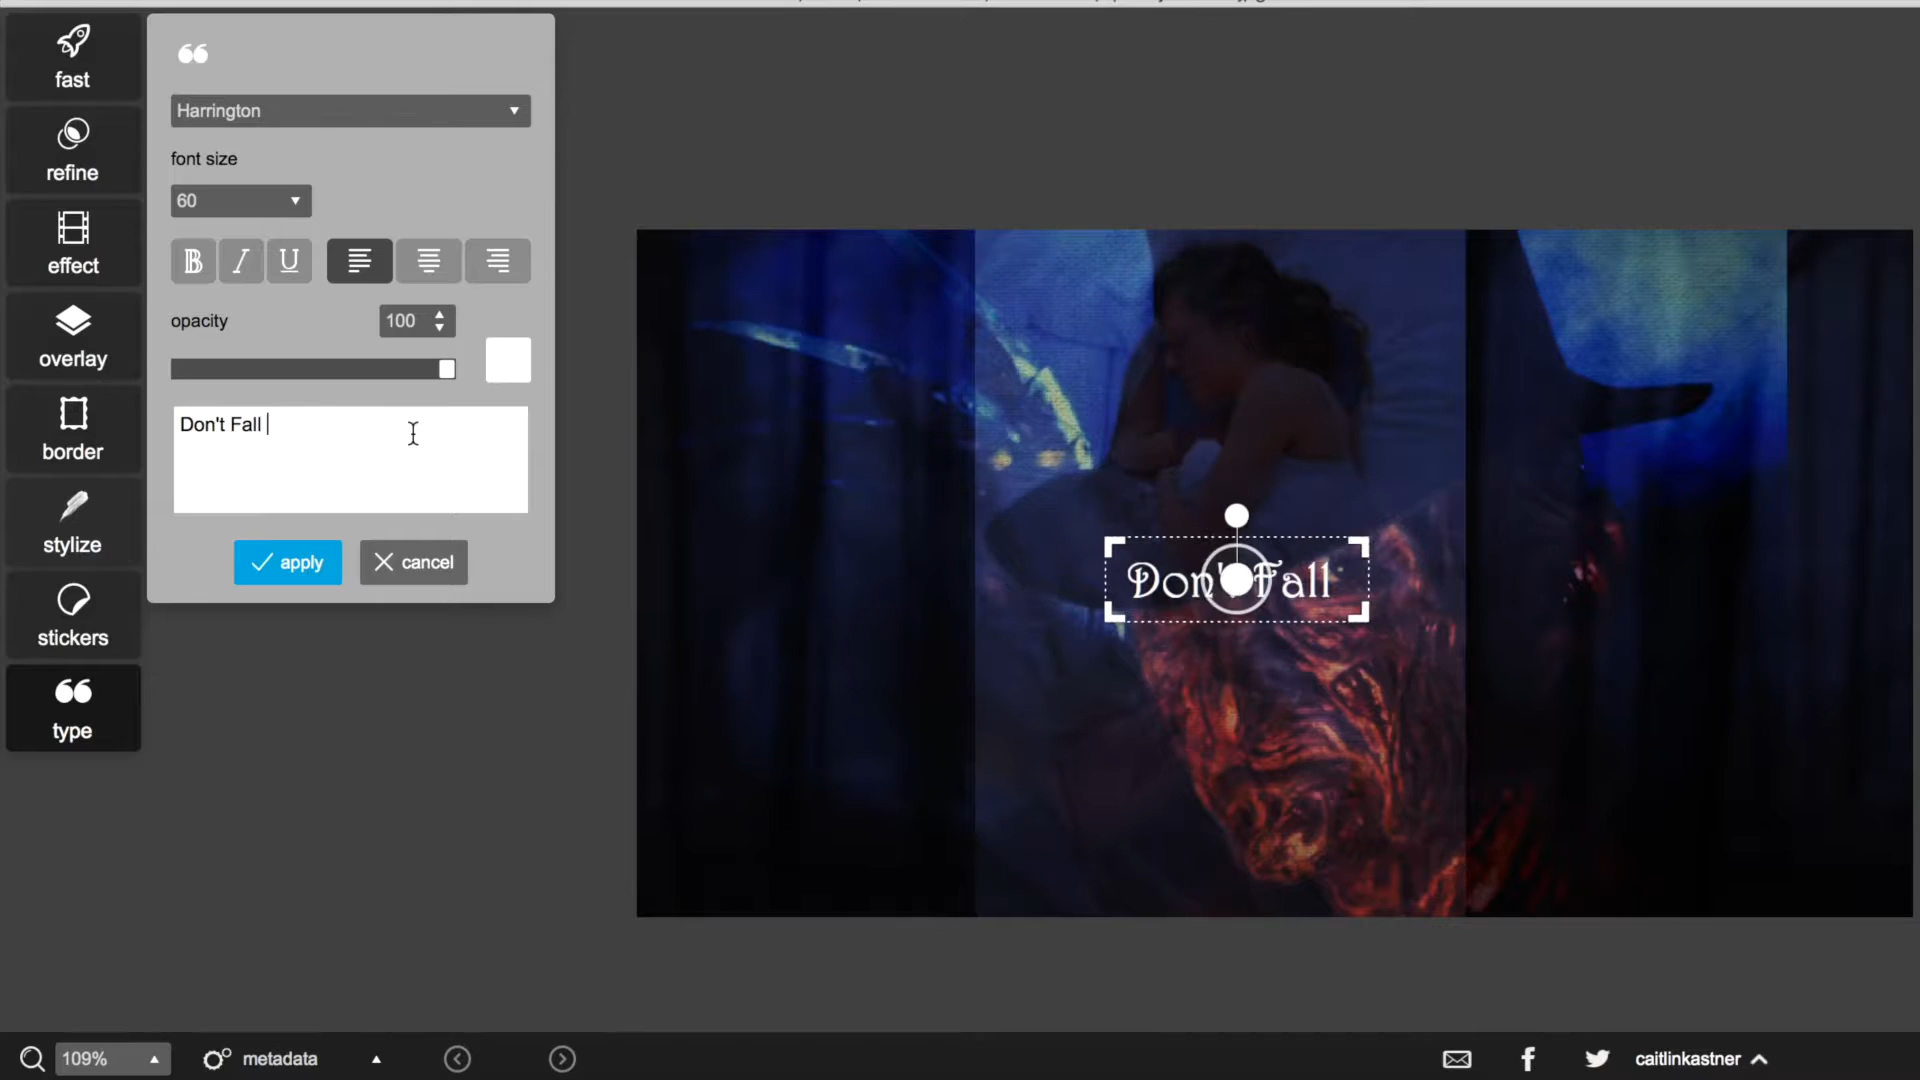 fast
refine
effect
overlay
border
stylize
stickers
type
Harrington
font size
60
B I U
opacity
100
Don't Fall
apply
cancel
Don't Fall
109%
metadata
caitlinkastner